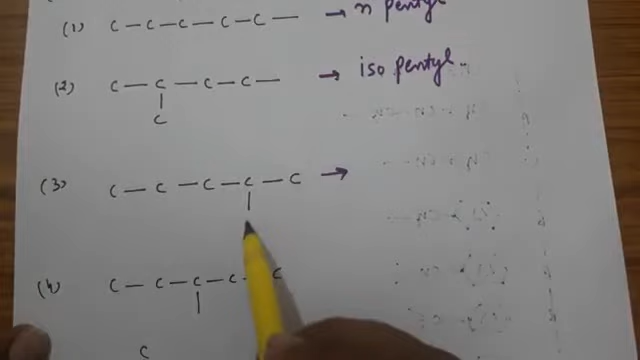 (1) C — C — C — C — C — → n pentyl
(2) C — C — C — C — → iso pentyl.
|
C
(3) C — C — C — C — C →
|
(4) C — C — C — C - C
|
C